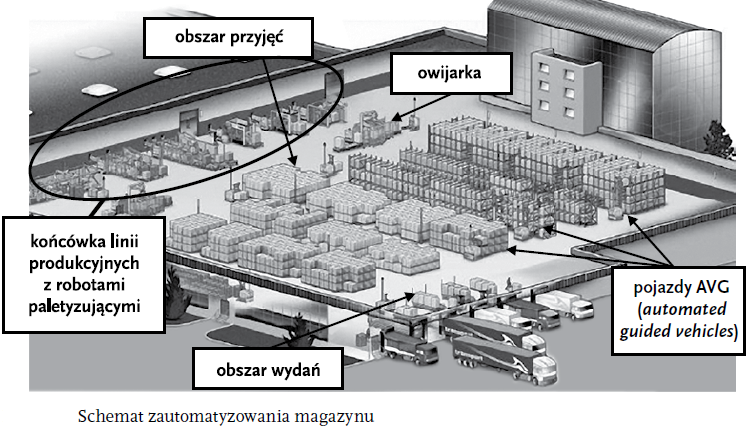 obszar przyjęć
owijarka
końcówka linii
produkcyjnych
z robotami
paletyzującymi
pojazdy AVG
(automated
guided vehicles)
obszar wydań
Schemat zautomatyzowania magazynu